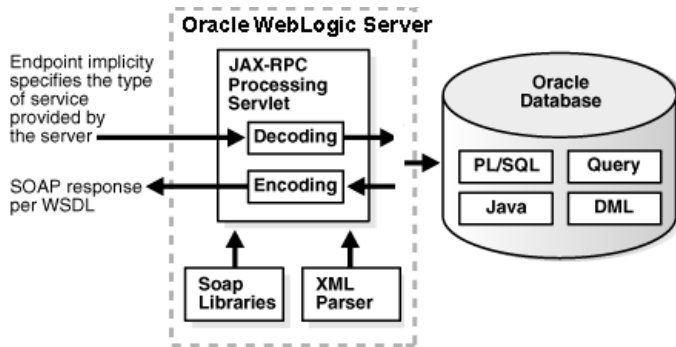 Oracle WebLogic Server
Endpoint implicity
specifies the type
of service
provided by
the server
JAX-RPC
Processing
Servlet
Decoding
SOAP response
per WSDL
Encoding
Soap
Libraries
XML
Parser
Oracle
Database
PL/SQL
Query
Java
DML